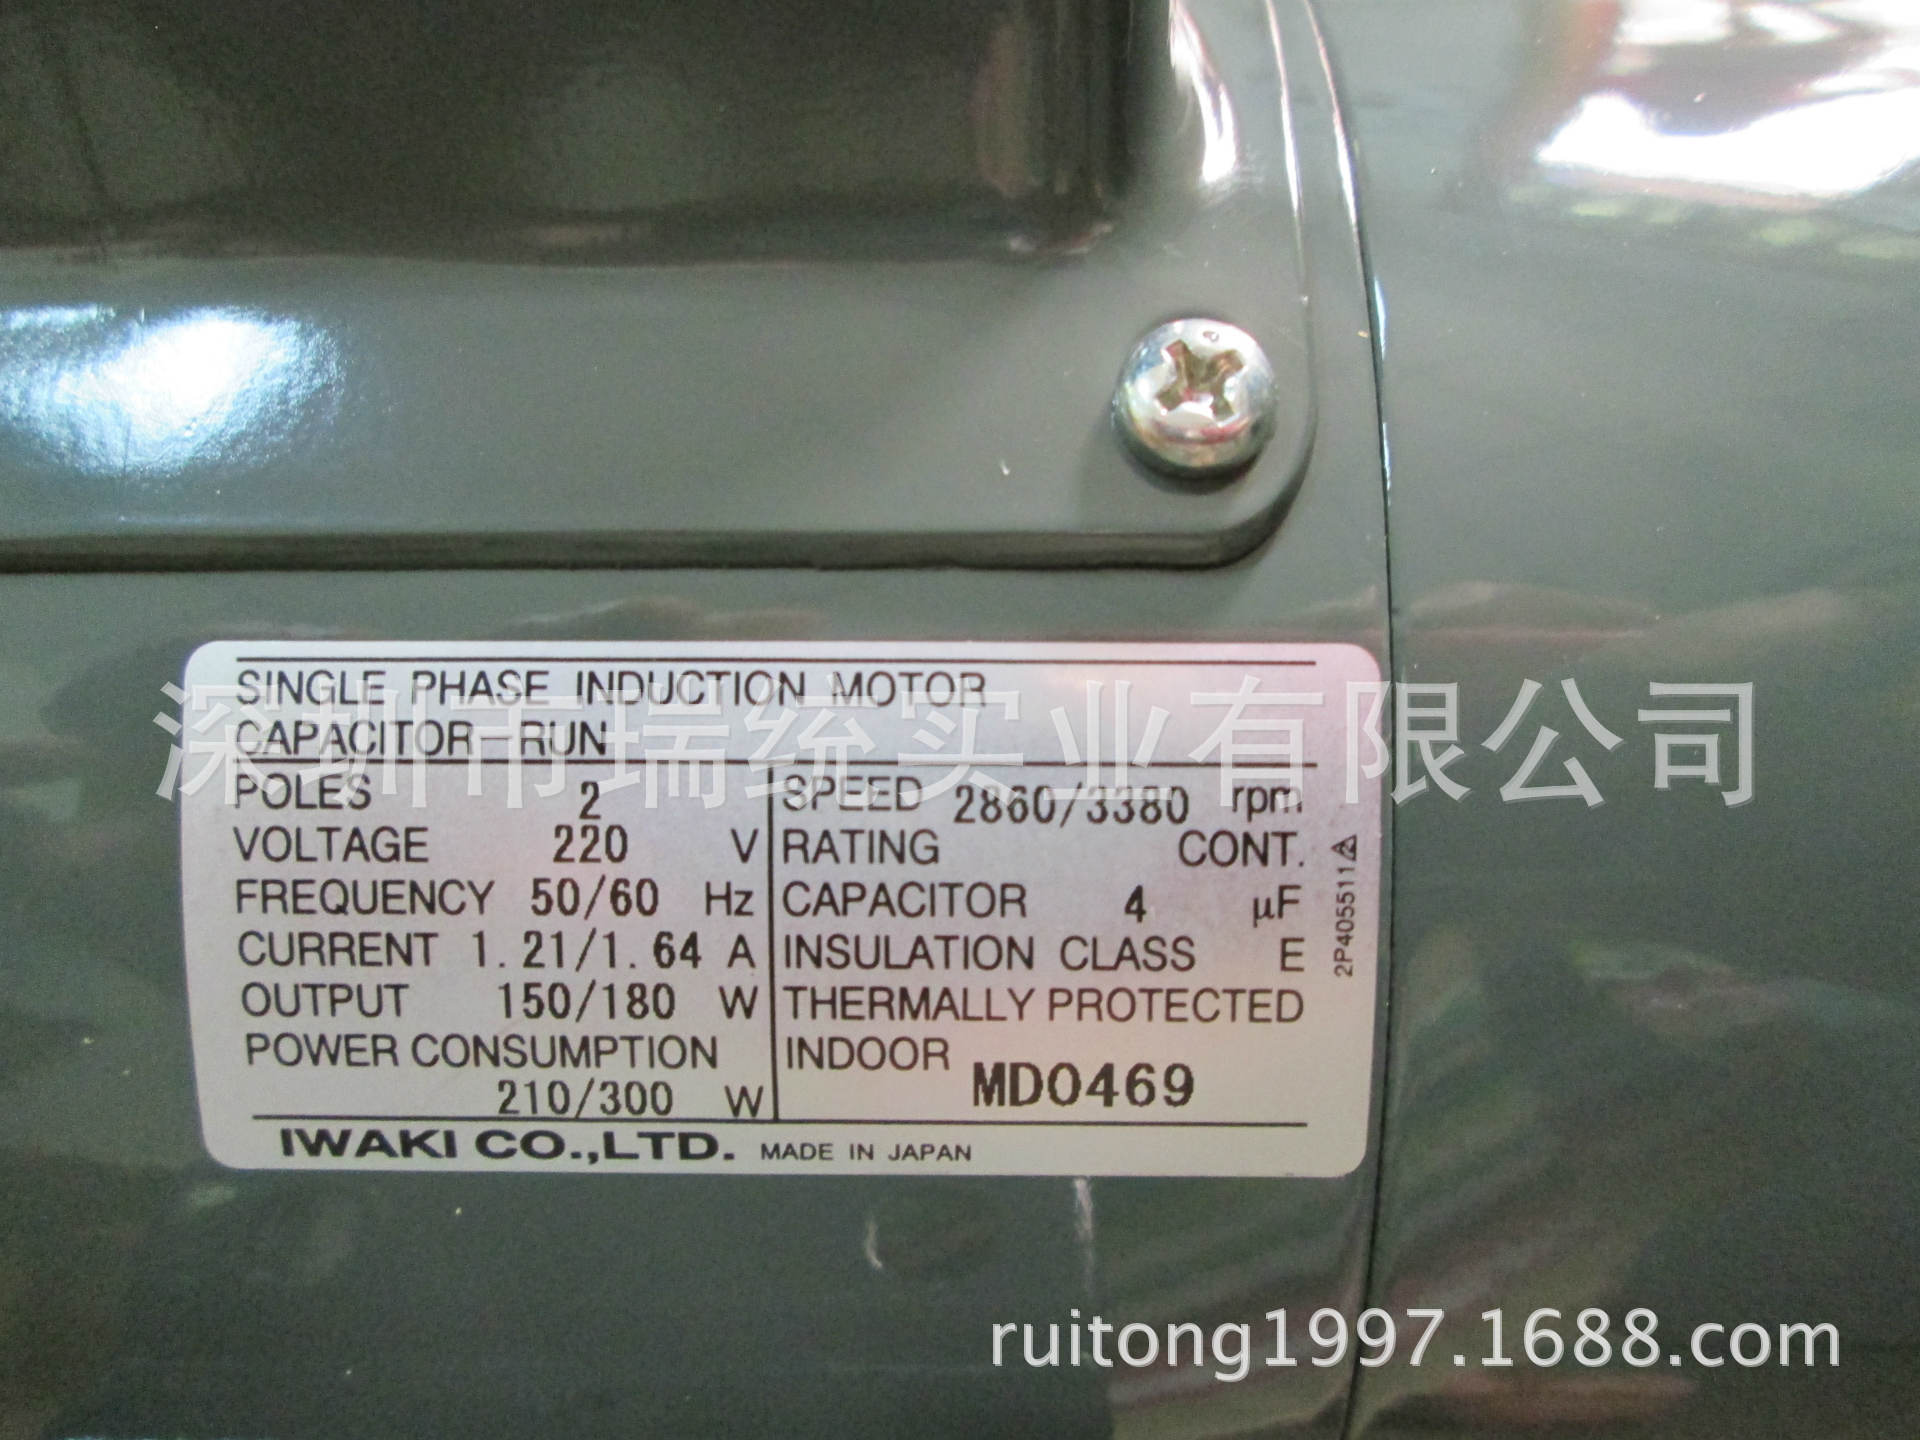 SINGLE PHASE INDUCTION MOTOR
CAPACITOR-RUN
深圳市瑞统实业有限公司
POLES 2
VOLTAGE 220 V
FREQUENCY 50/60 Hz
CURRENT 1.21/1.64 A
OUTPUT 150/180 W
POWER CONSUMPTION
210/300 W
SPEED 2860/3380 rpm
RATING CONT.
CAPACITOR 4 μF
INSULATION CLASS E
THERMALLY PROTECTED
INDOOR MD0469
2P405511
IWAKI CO.,LTD. MADE IN JAPAN
ruitong1997.1688.com